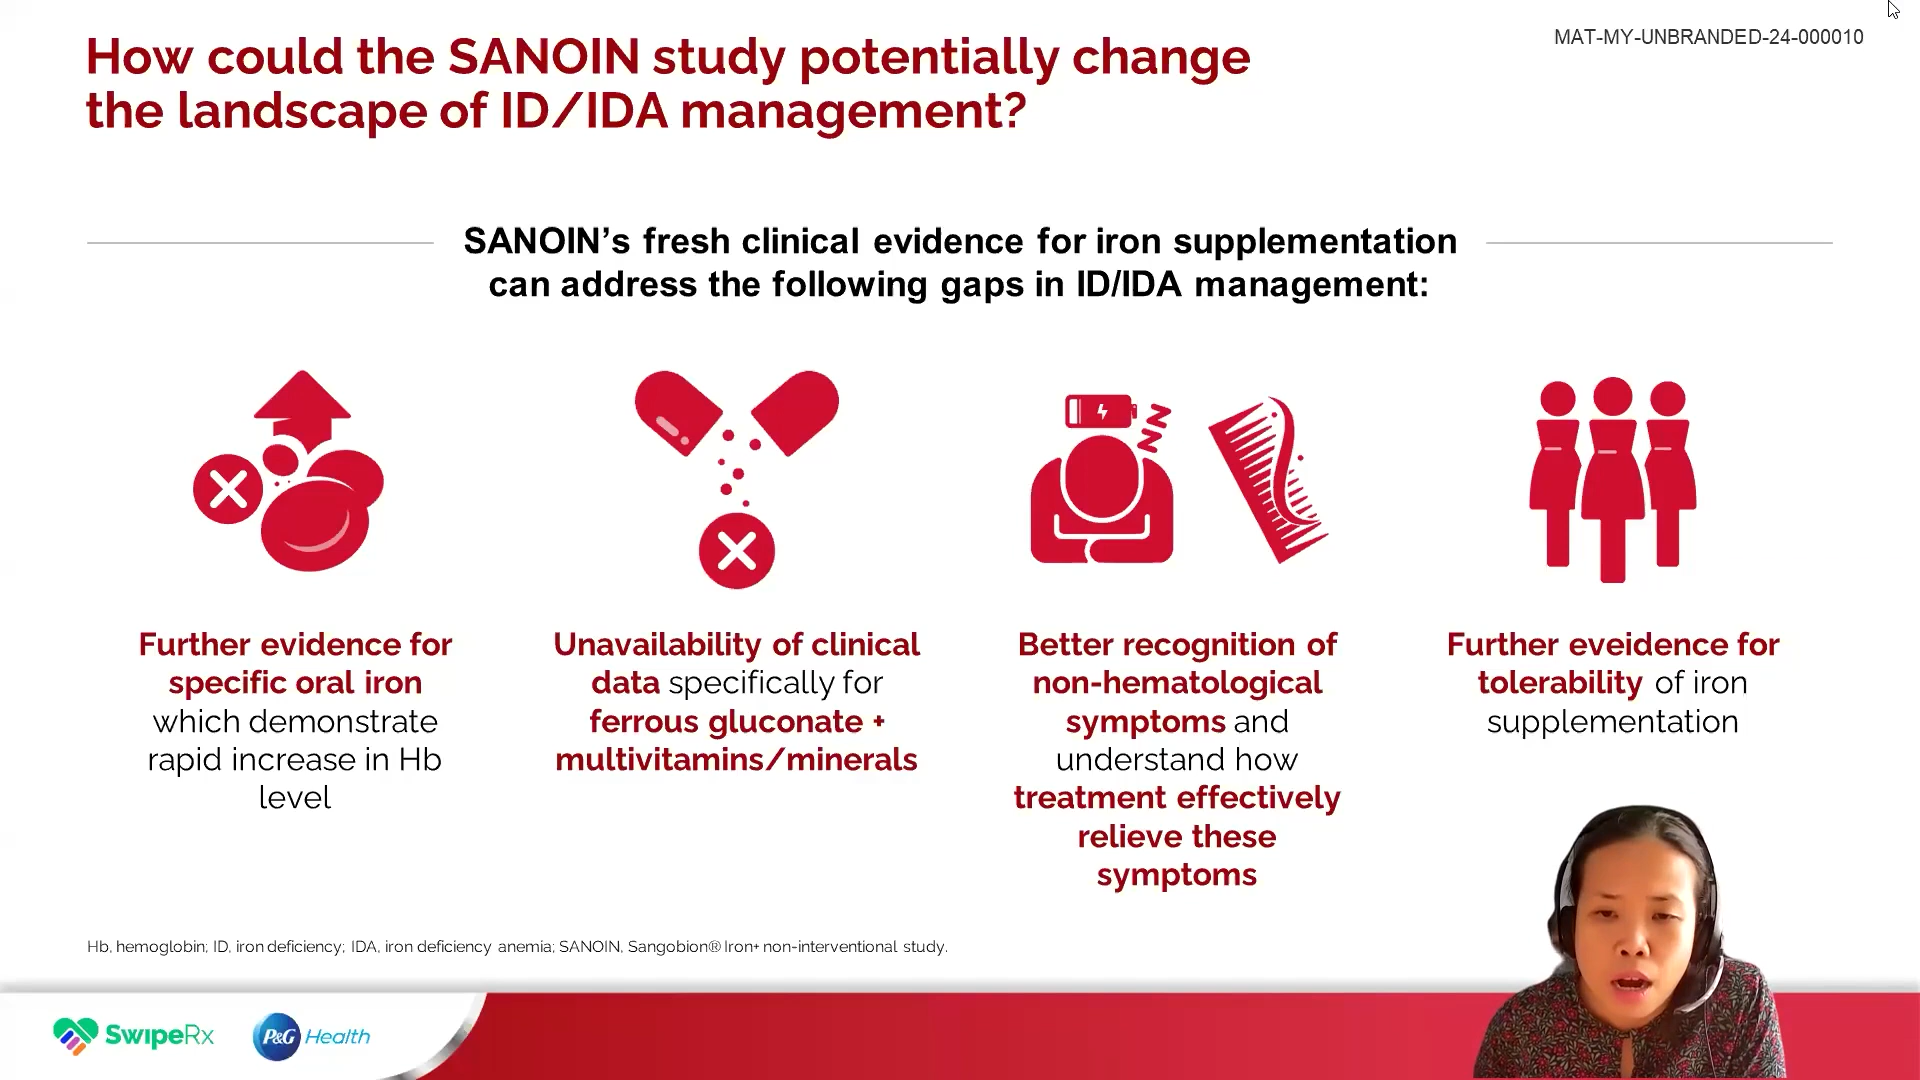 How could the SANOIN study potentially change
the landscape of ID/IDA management?
MAT-MY-UNBRANDED-24-000010
SANOIN’s fresh clinical evidence for iron supplementation
can address the following gaps in ID/IDA management:
Further evidence for
specific oral iron
which demonstrate
rapid increase in Hb
level
Unavailability of clinical
data specifically for
ferrous gluconate +
multivitamins/minerals
Better recognition of
non-hematological
symptoms and
understand how
treatment effectively
relieve these
symptoms
Further eveidence for
tolerability of iron
supplementation
Hb, hemoglobin; ID, iron deficiency; IDA, iron deficiency anemia; SANOIN, Sangobion® Iron+ non-interventional study.
SwipeRx
P&G Health